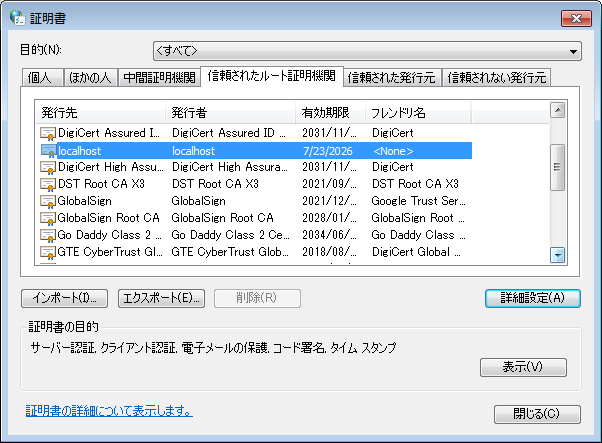 証明書
目的(N): <すべて>
個人 ほかの人 中間証明機関 信頼されたルート証明機関 信頼された発行元 信頼されない発行元
発行先 発行者 有効期限 フレンドリ名
DigiCert Assured I... DigiCert Assured ID ... 2031/11/... DigiCert
localhost localhost 7/23/2026 <None>
DigiCert High Assu... DigiCert High Assura... 2031/11/... DigiCert
DST Root CA X3 DST Root CA X3 2021/09/... DST Root CA X3
GlobalSign GlobalSign 2021/12/... Google Trust Ser...
GlobalSign Root CA GlobalSign Root CA 2028/01/... GlobalSign Root C...
Go Daddy Class 2 ... Go Daddy Class 2 Ce... 2034/06/... Go Daddy Class 2...
GTE CyberTrust Gl... GTE CyberTrust Glob... 2018/08/... DigiCert Global ...
インポート(I)... エクスポート(E)... 削除(R) 詳細設定(A)
証明書の目的
サーバー認証, クライアント認証, 電子メールの保護, コード署名, タイム スタンプ
表示(V)
証明書の詳細について表示します。
閉じる(C)